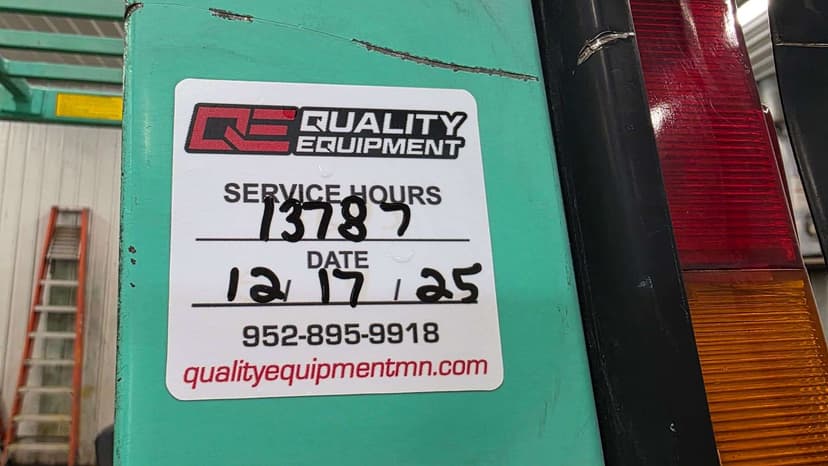 QE QUALITY
EQUIPMENT
SERVICE HOURS
13787
DATE
12/ 17 / 25
952-895-9918
qualityequipmentmn.com